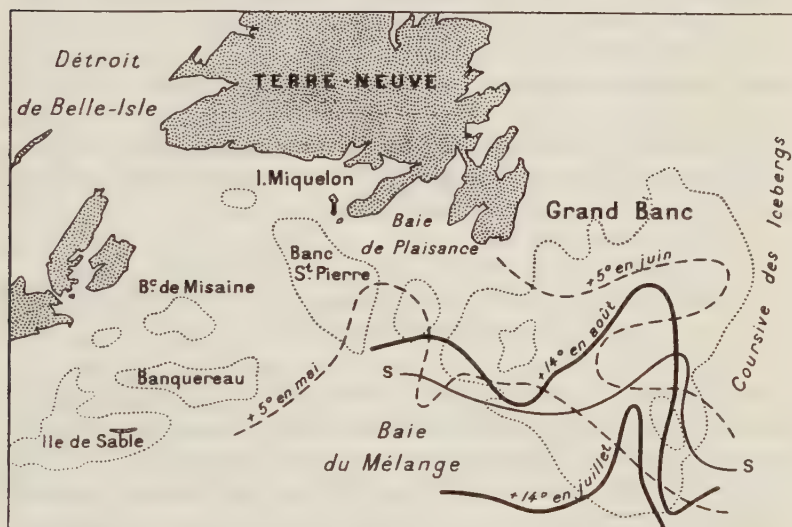 Détroit
de Belle-Isle
TERRE-NEUVE
I. Miquelon
Baie
de Plaisance
Grand Banc
Coursive des Icebergs
Banc
St Pierre
Bc de Misaine
+5° en juin
+14° en août
Banquereau
+5° en mai
S
Ile de Sable
Baie
du Mélange
+14° en juillet
S